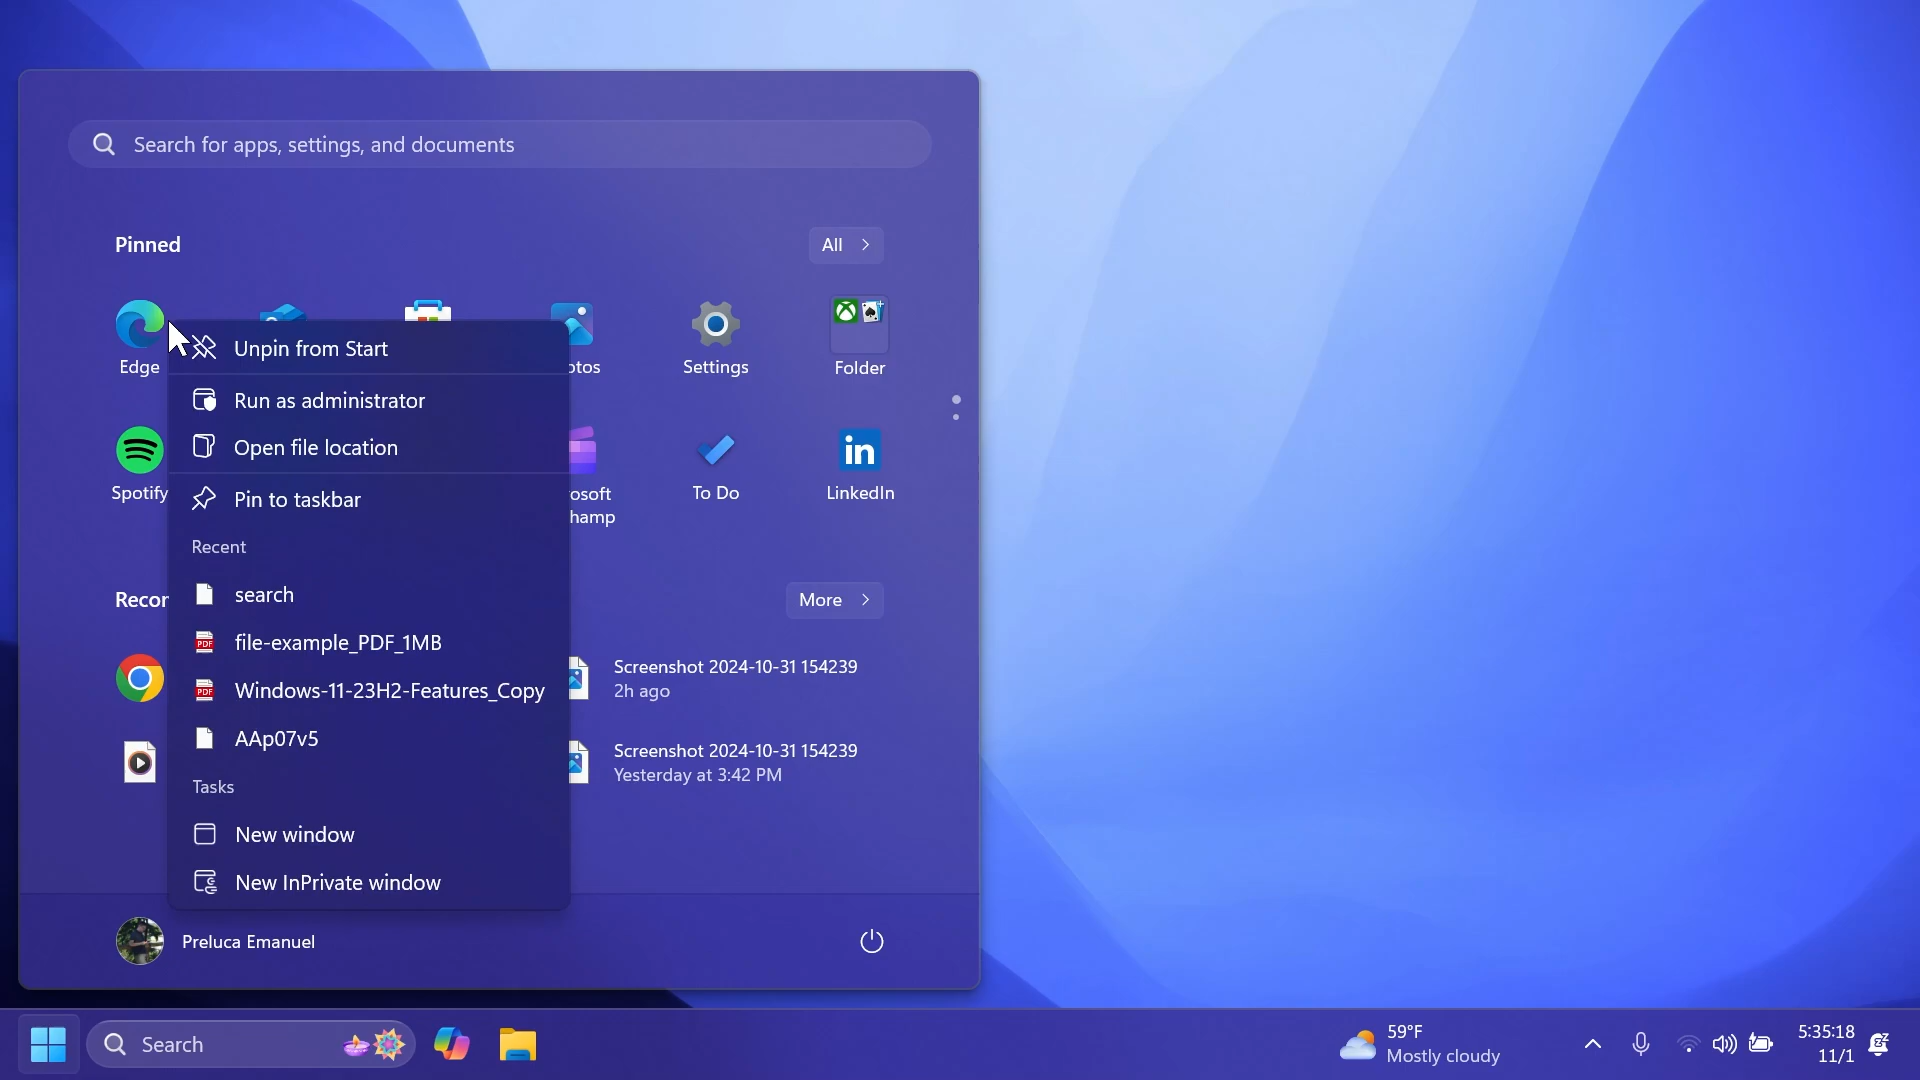 Search for apps, settings, and documents
Pinned
All
Edge
Unpin from Start
otos
Settings
Folder
Run as administrator
Open file location
Spotify
Pin to taskbar
osoft
hamp
To Do
in
LinkedIn
Recent
search
PDF file-example_PDF_1MB
PDF Windows-11-23H2-Features_Copy
AAp07v5
Recor
More
Screenshot 2024-10-31 154239
2h ago
Screenshot 2024-10-31 154239
Yesterday at 3:42 PM
Tasks
New window
New InPrivate window
Preluca Emanuel
Search
59°F
Mostly cloudy
5:35:18
11/1